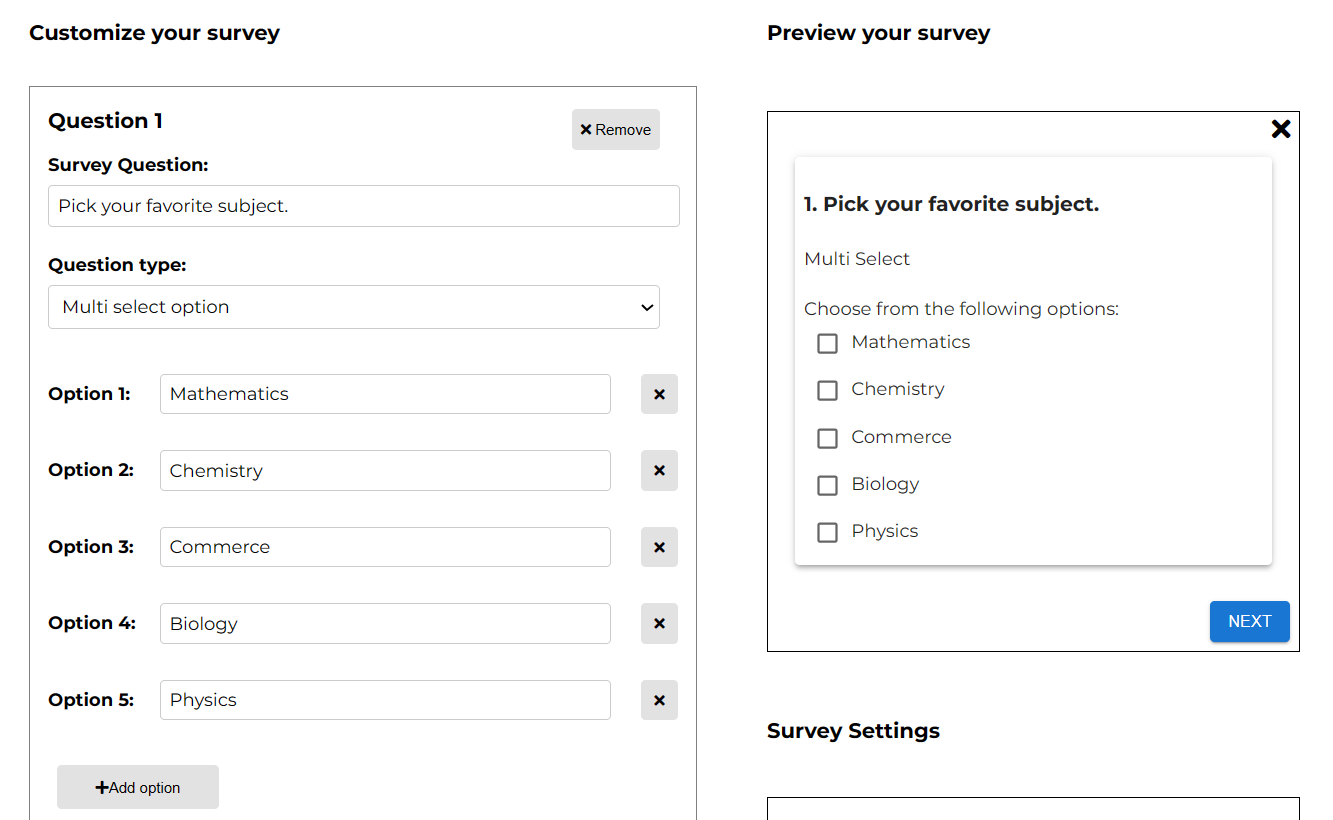 Customize your survey
Question 1
Remove
Survey Question:
Pick your favorite subject.
Question type:
Multi select option
Option 1: Mathematics
Option 2: Chemistry
Option 3: Commerce
Option 4: Biology
Option 5: Physics
Add option
Preview your survey
1. Pick your favorite subject.
Multi Select
Choose from the following options:
Mathematics
Chemistry
Commerce
Biology
Physics
NEXT
Survey Settings